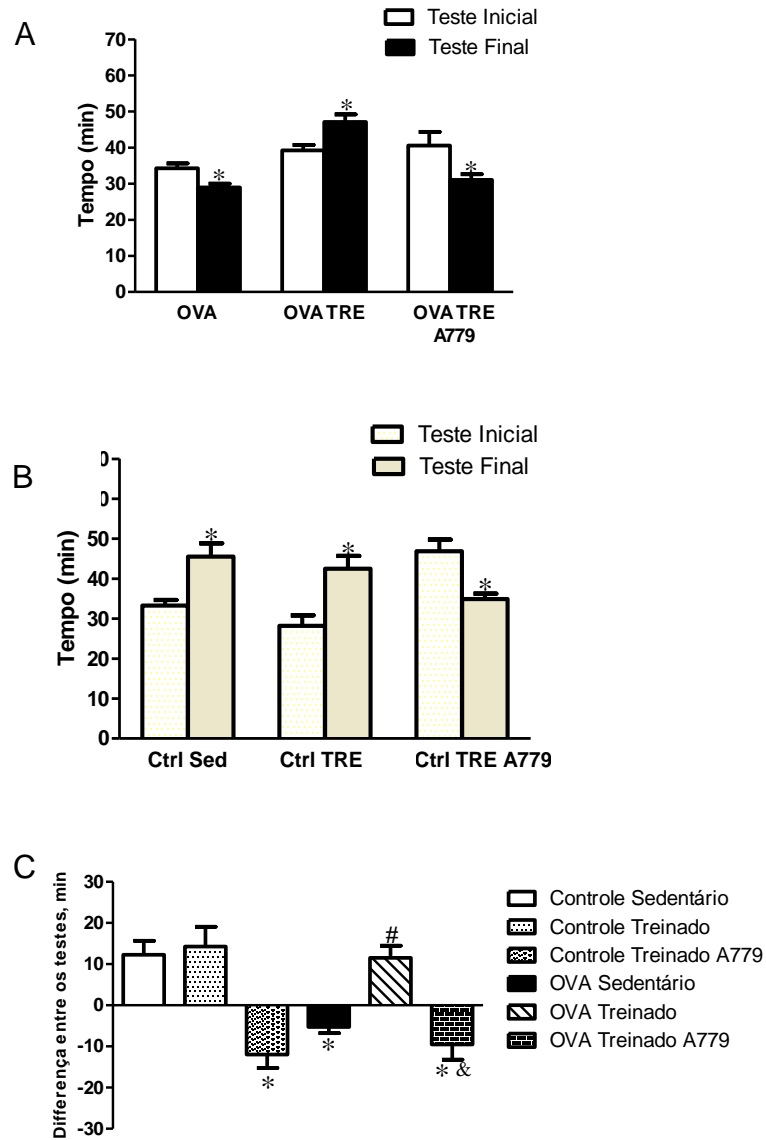 A
Teste Inicial
Teste Final
Tempo (min)
70
60
50
40
30
20
10
0
*
*
*
OVA
OVA TRE
OVA TRE
A779
B
Teste Inicial
Teste Final
Tempo (min)
0
0
50
40
30
20
10
0
*
*
*
Ctrl Sed
Ctrl TRE
Ctrl TRE A779
C
Differença entre os testes, min
30
20
10
0
-10
-20
-30
#
*
*
* &
Controle Sedentário
Controle Treinado
Controle Treinado A779
OVA Sedentário
OVA Treinado
OVA Treinado A779